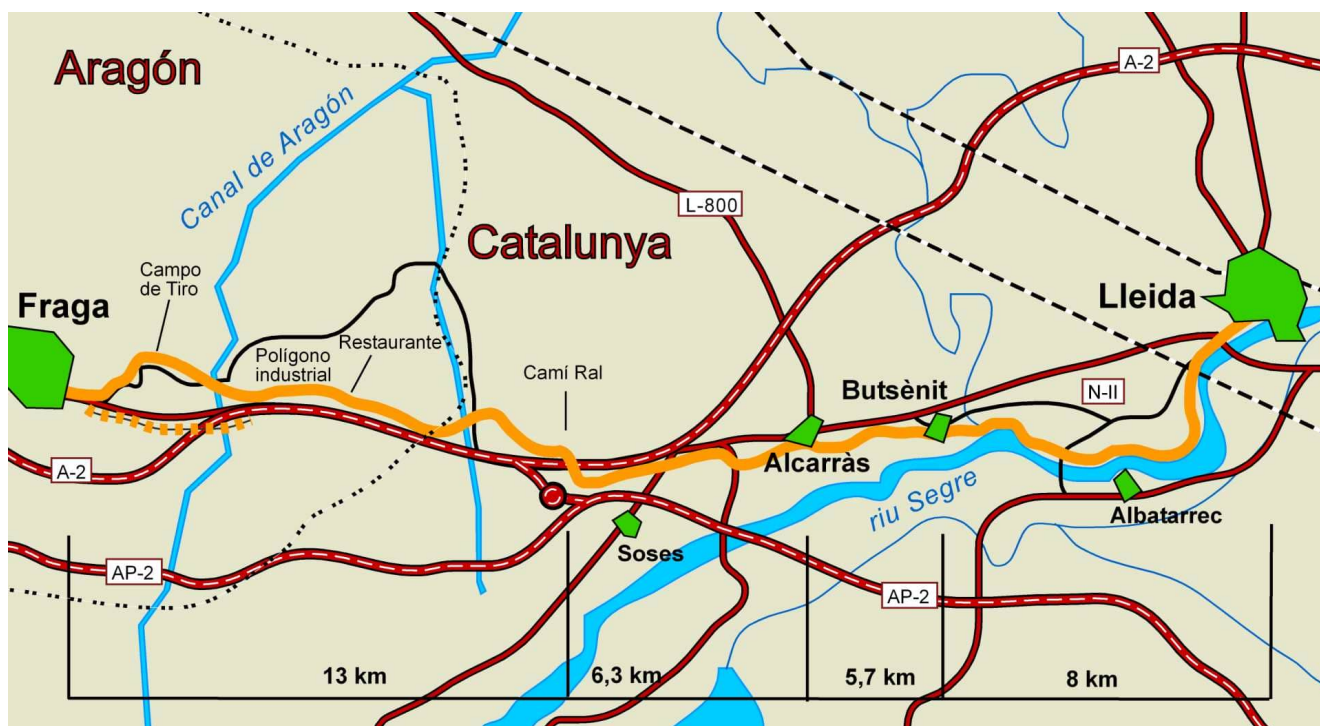 Aragón
A-2
Canal de Aragón
L-800
Catalunya
Campo
de Tiro
Fraga
Lleida
Polígono
industrial
Restaurante
Camí Ral
Butsènit
N-II
Alcarràs
A-2
riu Segre
Albatarrec
Soses
AP-2
AP-2
13 km
6,3 km
5,7 km
8 km